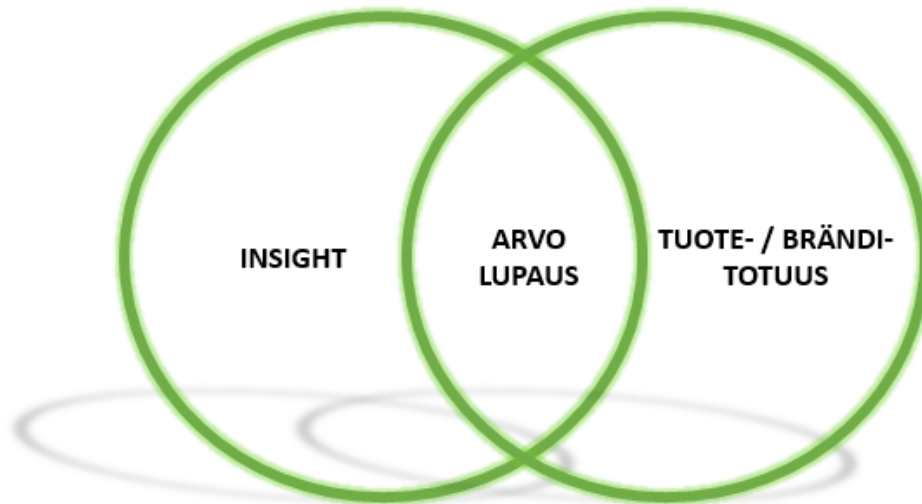 INSIGHT
ARVO
LUPAUS
TUOTE- / BRÄNDI-
TOTUUS